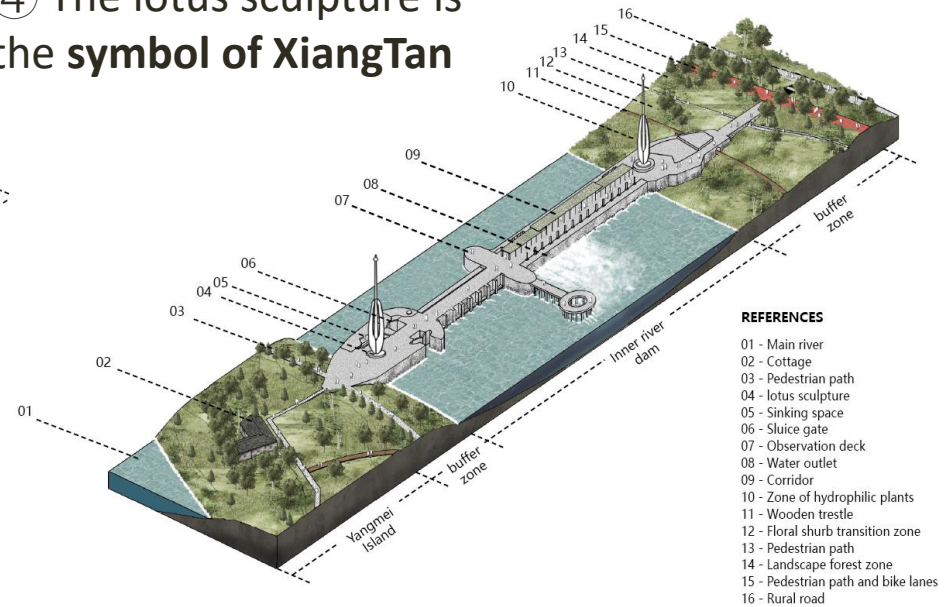 ④ The lotus sculpture is
the symbol of XiangTan
16
15
14
13
12
11
10
09
08
07
06
05
04
03
02
01
buffer
zone
Inner river
dam
buffer
zone
Yangmei
Island
REFERENCES
01 - Main river
02 - Cottage
03 - Pedestrian path
04 - lotus sculpture
05 - Sinking space
06 - Sluice gate
07 - Observation deck
08 - Water outlet
09 - Corridor
10 - Zone of hydrophilic plants
11 - Wooden trestle
12 - Floral shurb transition zone
13 - Pedestrian path
14 - Landscape forest zone
15 - Pedestrian path and bike lanes
16 - Rural road